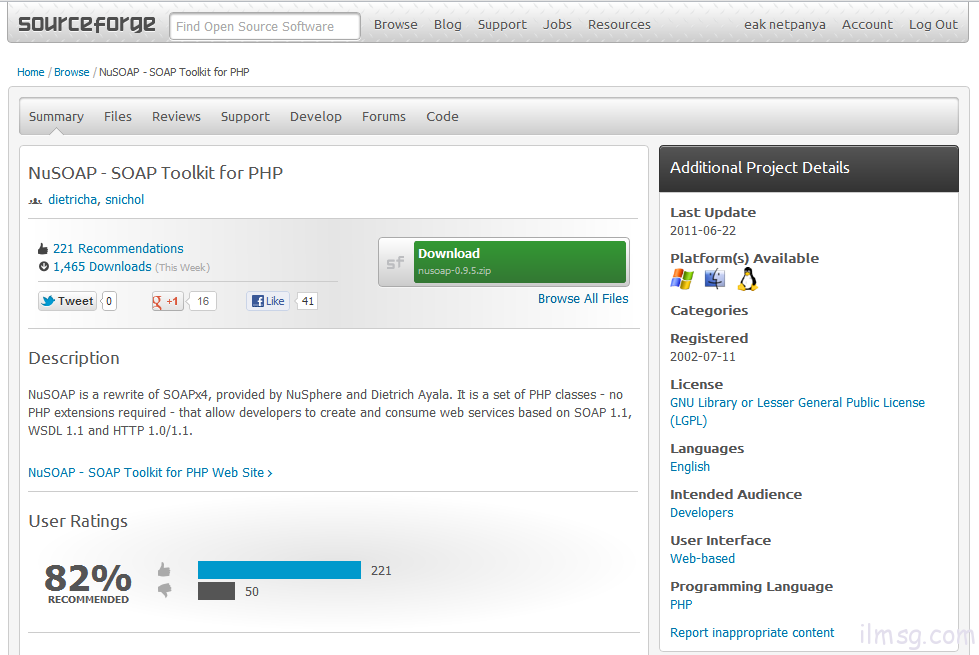 sourceforge Find Open Source Software Browse Blog Support Jobs Resources eak netpanya Account Log Out
Home / Browse / NuSOAP - SOAP Toolkit for PHP
Summary Files Reviews Support Develop Forums Code
NuSOAP - SOAP Toolkit for PHP
dietricha, snichol
221 Recommendations
1,465 Downloads (This Week)
Tweet 0 +1 16 Like 41
sf Download
nusoap-0.9.5.zip
Browse All Files
Description
NuSOAP is a rewrite of SOAPx4, provided by NuSphere and Dietrich Ayala. It is a set of PHP classes - no
PHP extensions required - that allow developers to create and consume web services based on SOAP 1.1,
WSDL 1.1 and HTTP 1.0/1.1.
NuSOAP - SOAP Toolkit for PHP Web Site ›
User Ratings
82%
RECOMMENDED
221
50
Additional Project Details
Last Update
2011-06-22
Platform(s) Available
Categories
Registered
2002-07-11
License
GNU Library or Lesser General Public License
(LGPL)
Languages
English
Intended Audience
Developers
User Interface
Web-based
Programming Language
PHP
Report inappropriate content
ilmsg.com